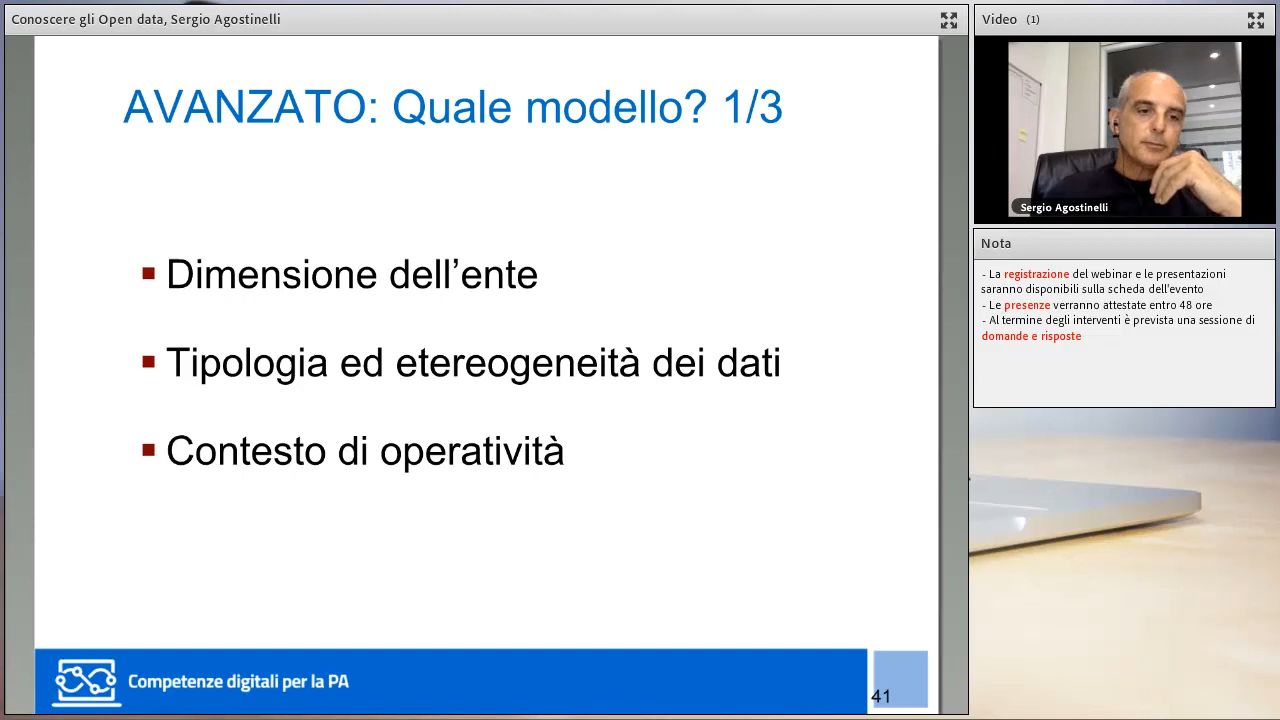 Conoscere gli Open data, Sergio Agostinelli
AVANZATO: Quale modello? 1/3
▪ Dimensione dell’ente
▪ Tipologia ed etereogeneità dei dati
▪ Contesto di operatività
Competenze digitali per la PA
41
Video (1)
Sergio Agostinelli
Nota
- La registrazione del webinar e le presentazioni
saranno disponibili sulla scheda dell'evento
- Le presenze verranno attestate entro 48 ore
- Al termine degli interventi è prevista una sessione di
domande e risposte